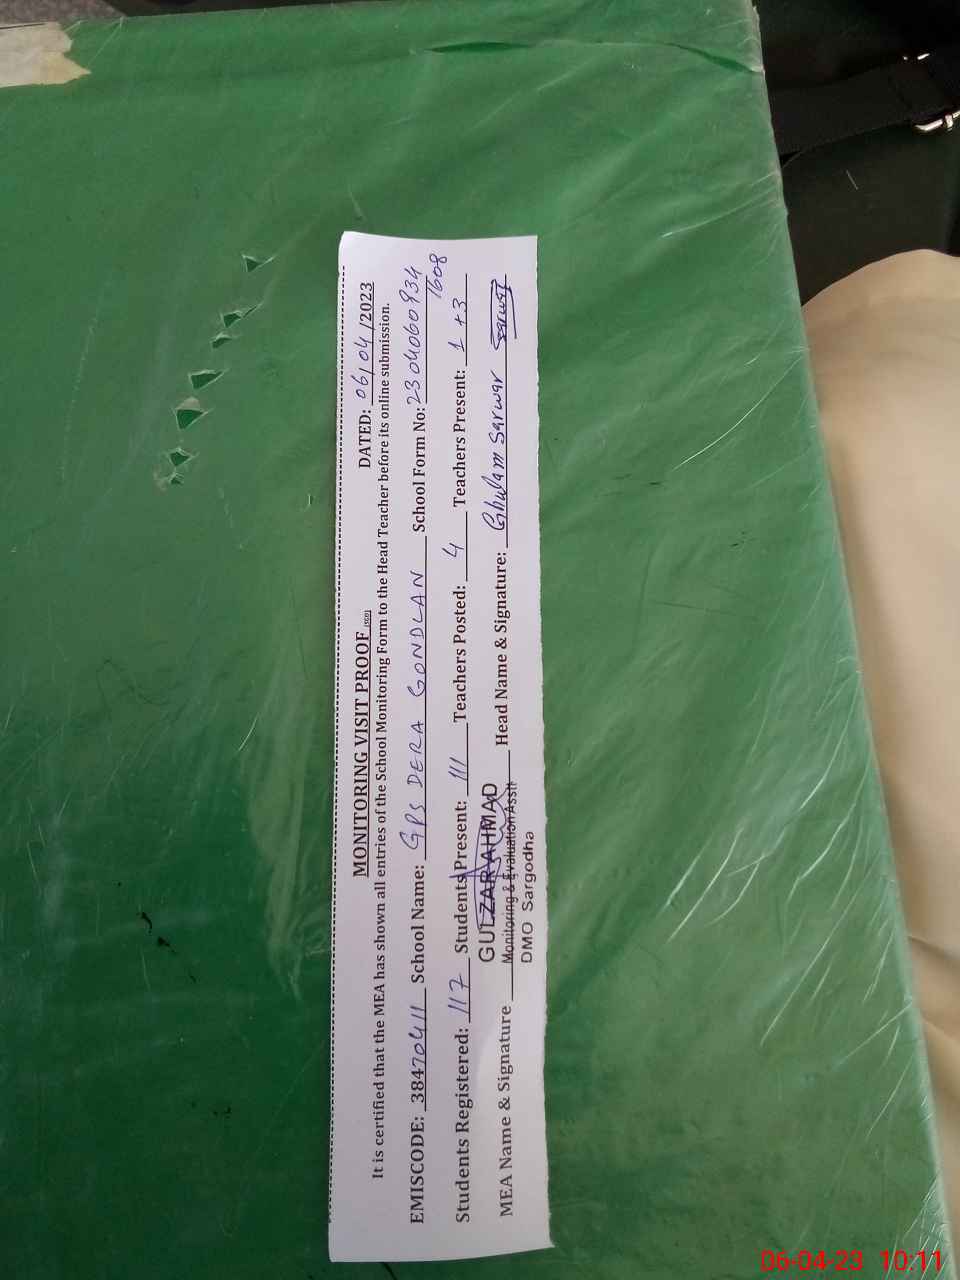 MONITORING VISIT PROOF DATED: 06/04/2023
It is certified that the MEA has shown all entries of the School Monitoring Form to the Head Teacher before its online submission.
EMISCODE: 38470411 School Name: GPS DERA GONDLAN School Form No: 23040609341608
Students Registered: 117 Students Present: 111 Teachers Posted: 4 Teachers Present: 1+3
GULZAR AHMAD
Monitoring & Evaluation Asstt
DMO Sargodha
MEA Name & Signature Head Name & Signature: Ghulam Sarwar Sarwar
06-04-23 10:11